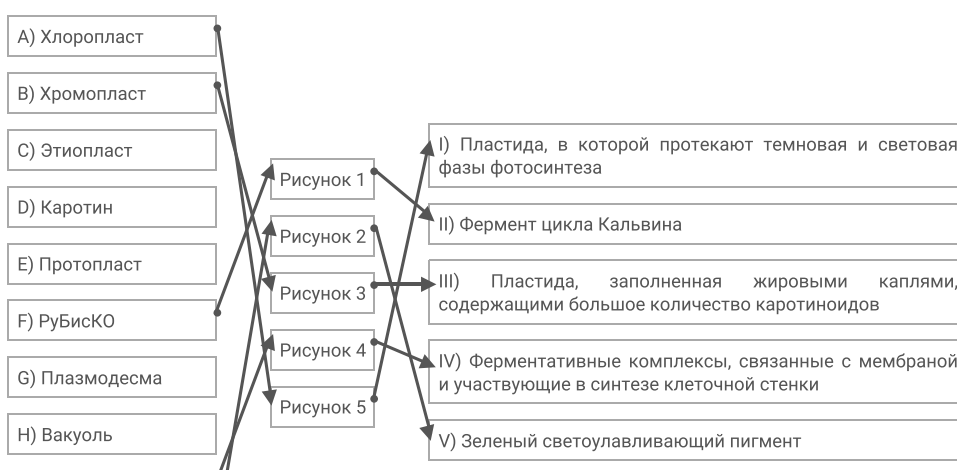 A) Хлоропласт
B) Хромопласт
C) Этиопласт
D) Каротин
E) Протопласт
F) РуБисКО
G) Плазмодесма
H) Вакуоль
Рисунок 1
Рисунок 2
Рисунок 3
Рисунок 4
Рисунок 5
I) Пластида, в которой протекают темновая и световая
фазы фотосинтеза
II) Фермент цикла Кальвина
III) Пластида, заполненная жировыми каплями,
содержащими большое количество каротиноидов
IV) Ферментативные комплексы, связанные с мембраной
и участвующие в синтезе клеточной стенки
V) Зеленый светоулавливающий пигмент